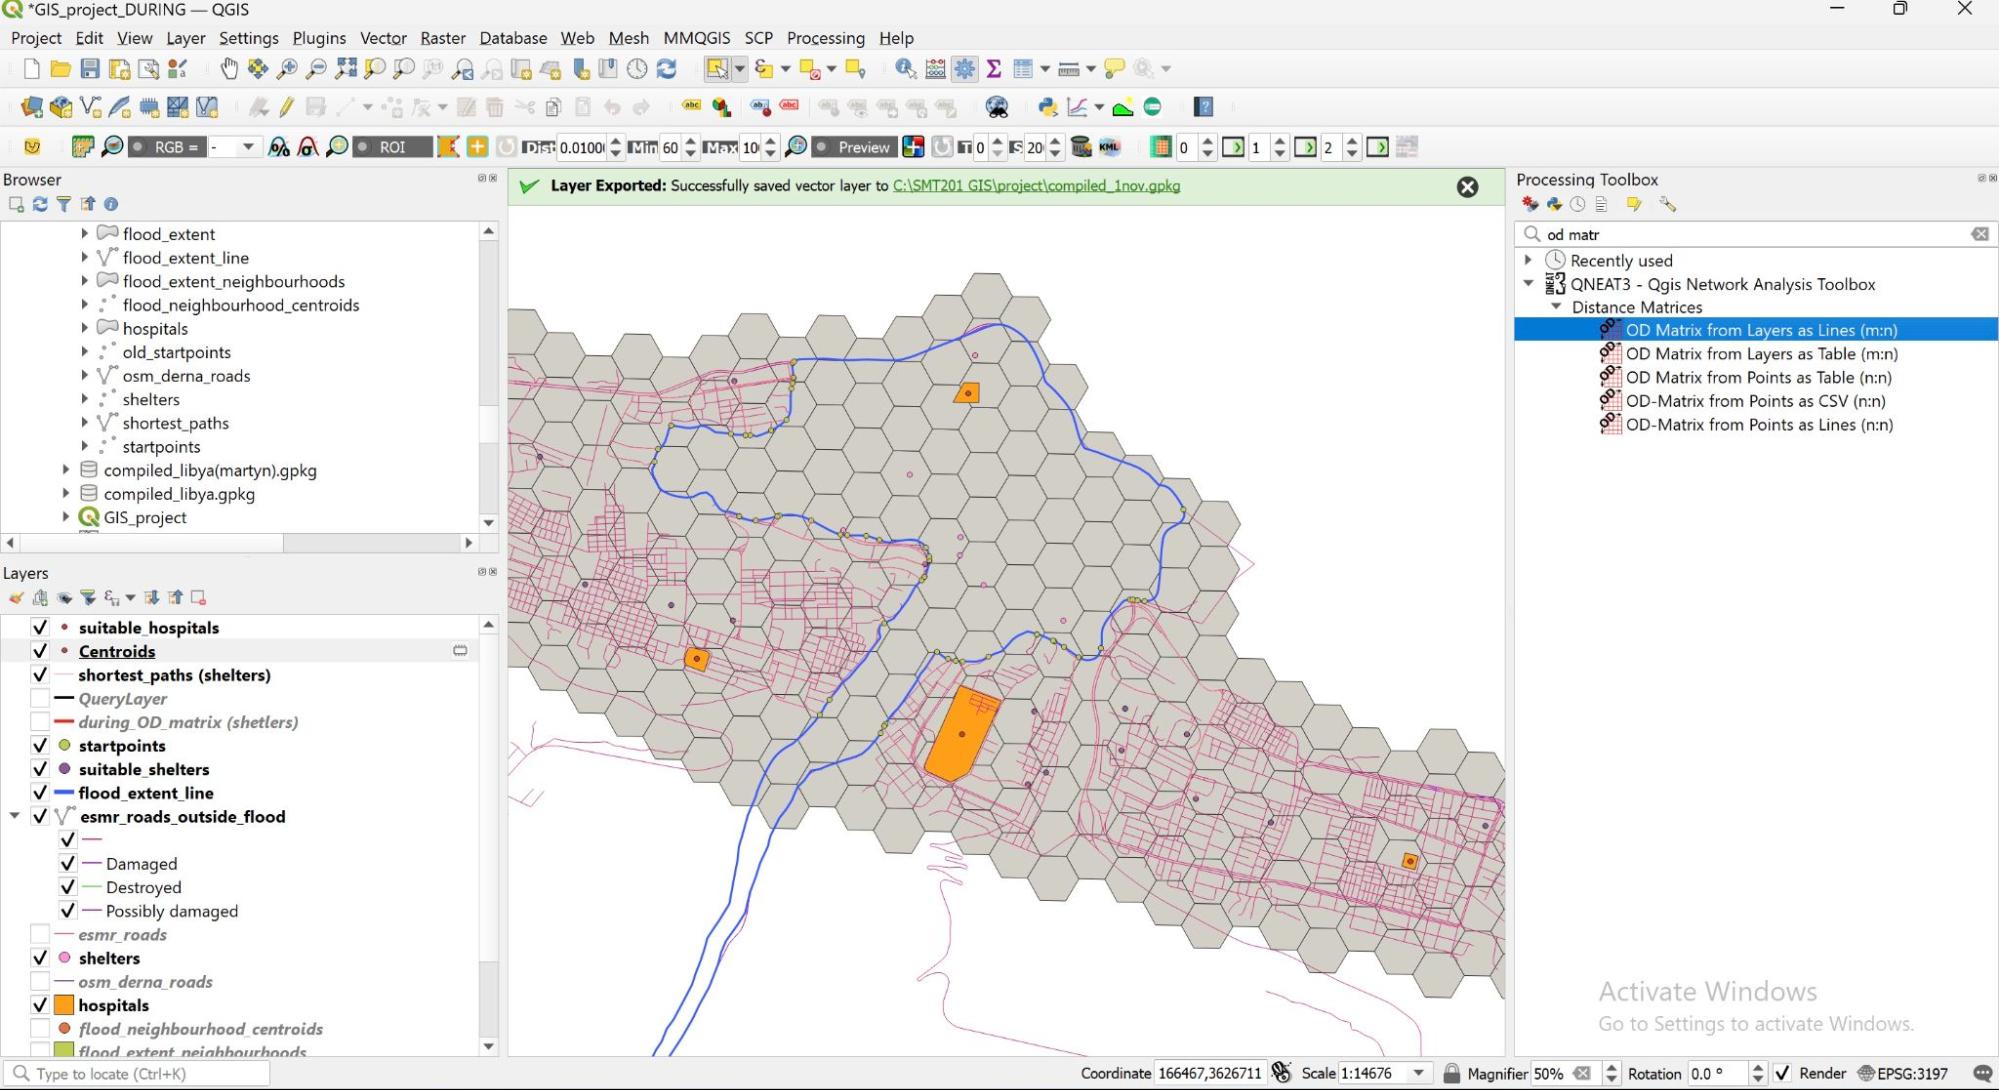 *GIS_project_DURING — QGIS
Project Edit View Layer Settings Plugins Vector Raster Database Web Mesh MMQGIS SCP Processing Help
RGB = - ROI Dist 0.0100 Min 60 Max 10 Preview T 0 S 20 KML 0 1 2
Browser
flood_extent
flood_extent_line
flood_extent_neighbourhoods
flood_neighbourhood_centroids
hospitals
old_startpoints
osm_derna_roads
shelters
shortest_paths
startpoints
compiled_libya(martyn).gpkg
compiled_libya.gpkg
GIS_project
Layers
suitable_hospitals
Centroids
shortest_paths (shelters)
QueryLayer
during_OD_matrix (shetlers)
startpoints
suitable_shelters
flood_extent_line
esmr_roads_outside_flood
Damaged
Destroyed
Possibly damaged
esmr_roads
shelters
osm_derna_roads
hospitals
flood_neighbourhood_centroids
flood_extent_neighbourhoods
Layer Exported: Successfully saved vector layer to C:\SMT201 GIS\project\compiled_1nov.gpkg
Processing Toolbox
od matr
Recently used
QNEAT3 - Qgis Network Analysis Toolbox
Distance Matrices
OD Matrix from Layers as Lines (m:n)
OD Matrix from Layers as Table (m:n)
OD Matrix from Points as Table (n:n)
OD-Matrix from Points as CSV (n:n)
OD-Matrix from Points as Lines (n:n)
Activate Windows
Go to Settings to activate Windows.
Type to locate (Ctrl+K) Coordinate 166467,3626711 Scale 1:14676 Magnifier 50% Rotation 0.0 ° Render EPSG:3197